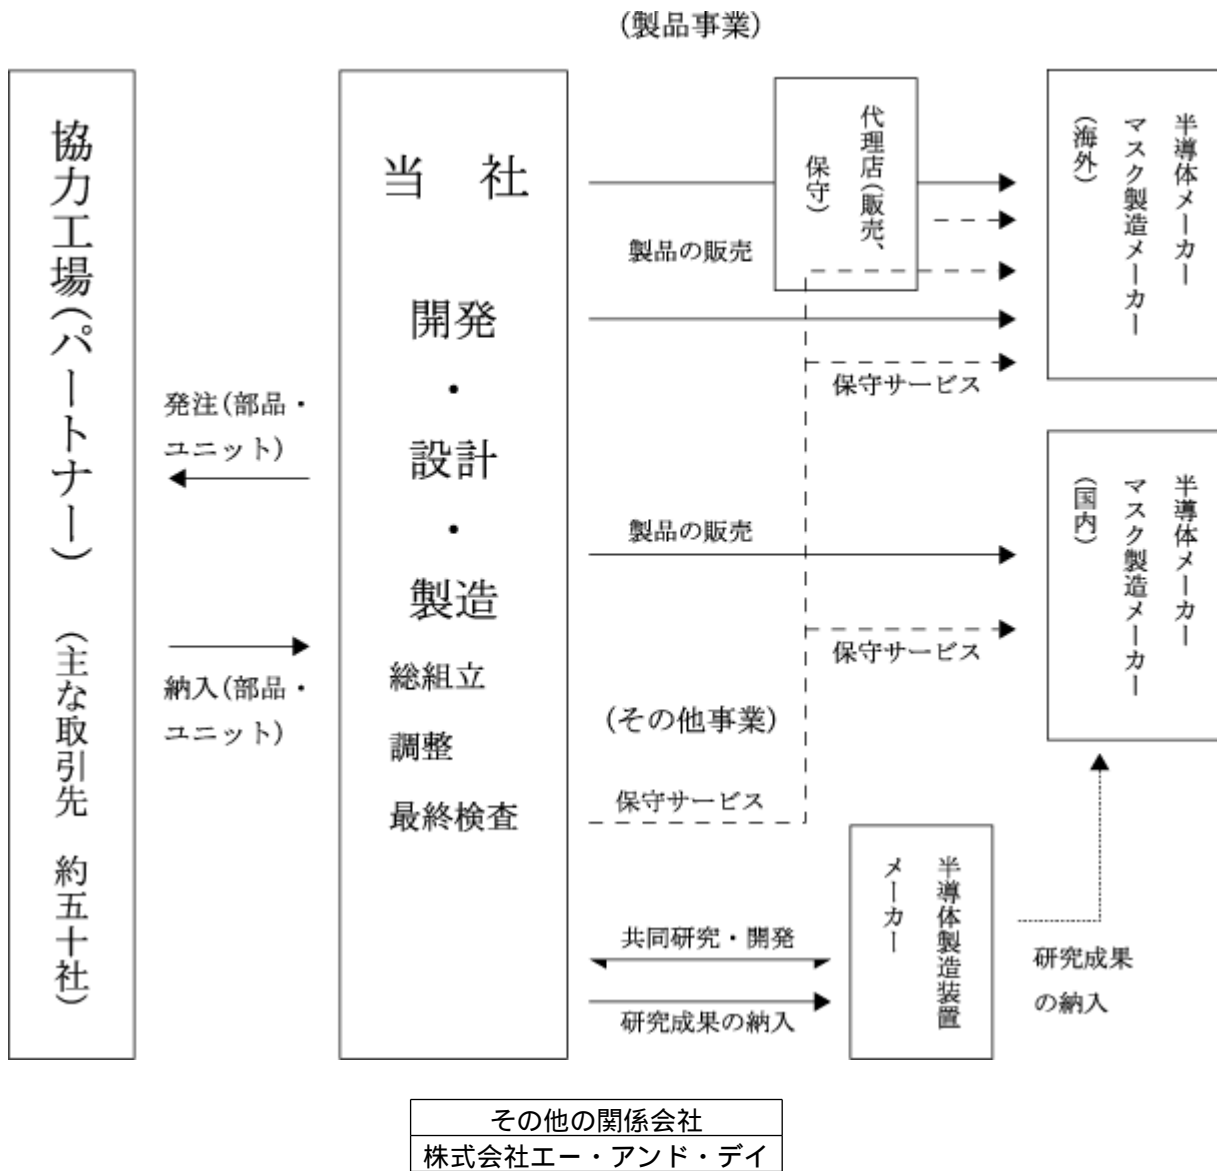 (製品事業)
協力工場(パートナー) (主な取引先 約五十社)
発注(部品・
ユニット)
納入(部品・
ユニット)
当 社
開発
・
設計
・
製造
総組立
調整
最終検査
代理店(販売、
保守)
製品の販売
保守サービス
半導体メーカー
マスク製造メーカー
(海外)
製品の販売
保守サービス
半導体メーカー
マスク製造メーカー
(国内)
(その他事業)
保守サービス
共同研究・開発
研究成果の納入
半導体製造装置
メーカー
研究成果
の納入
その他の関係会社
株式会社エー・アンド・デイ